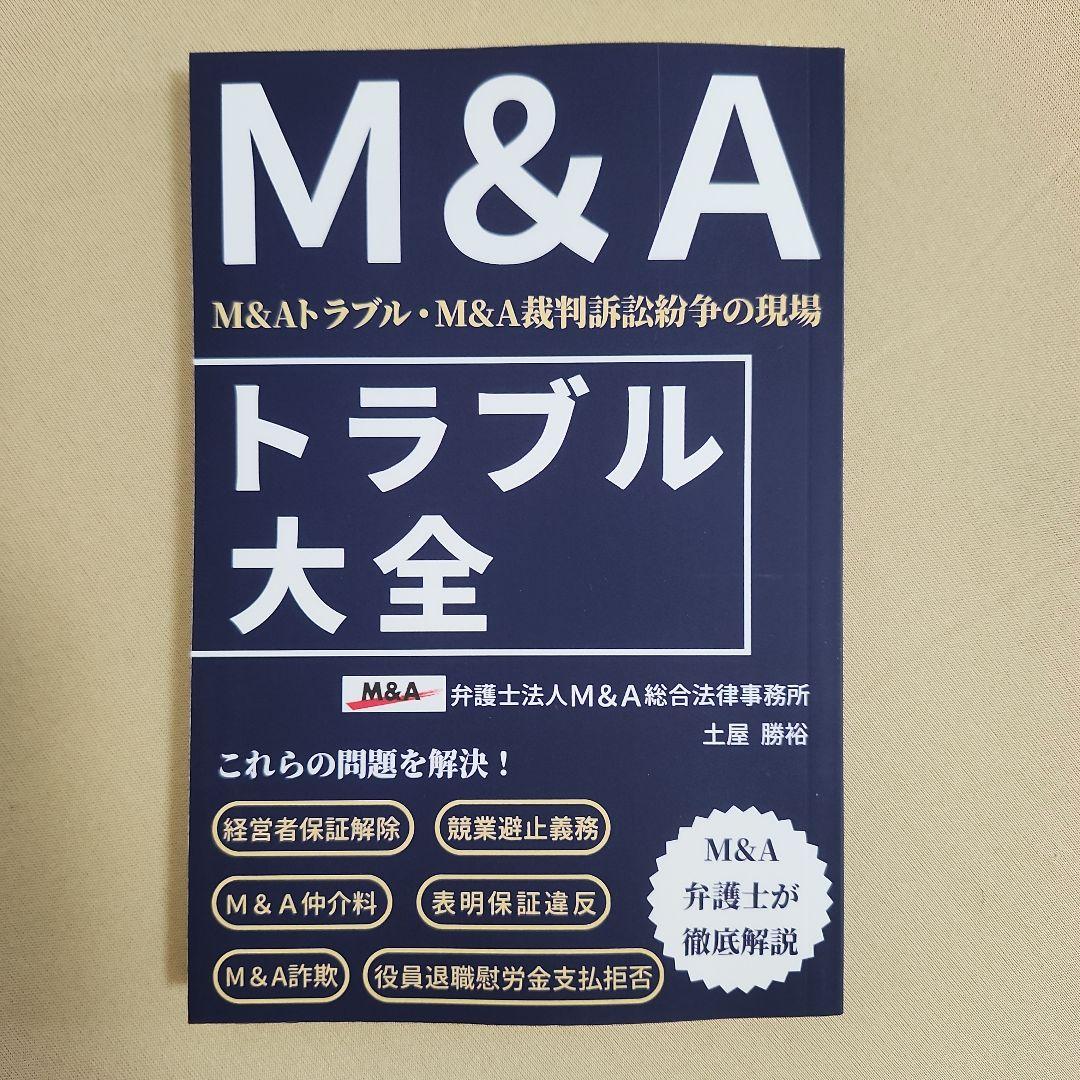 M&A
M&Aトラブル・M&A裁判訴訟紛争の現場
トラブル
大全
M&A 弁護士法人M&A総合法律事務所
土屋 勝裕
これらの問題を解決！
経営者保証解除 競業避止義務
M&A仲介料 表明保証違反
M&A詐欺 役員退職慰労金支払拒否
M&A
弁護士が
徹底解説